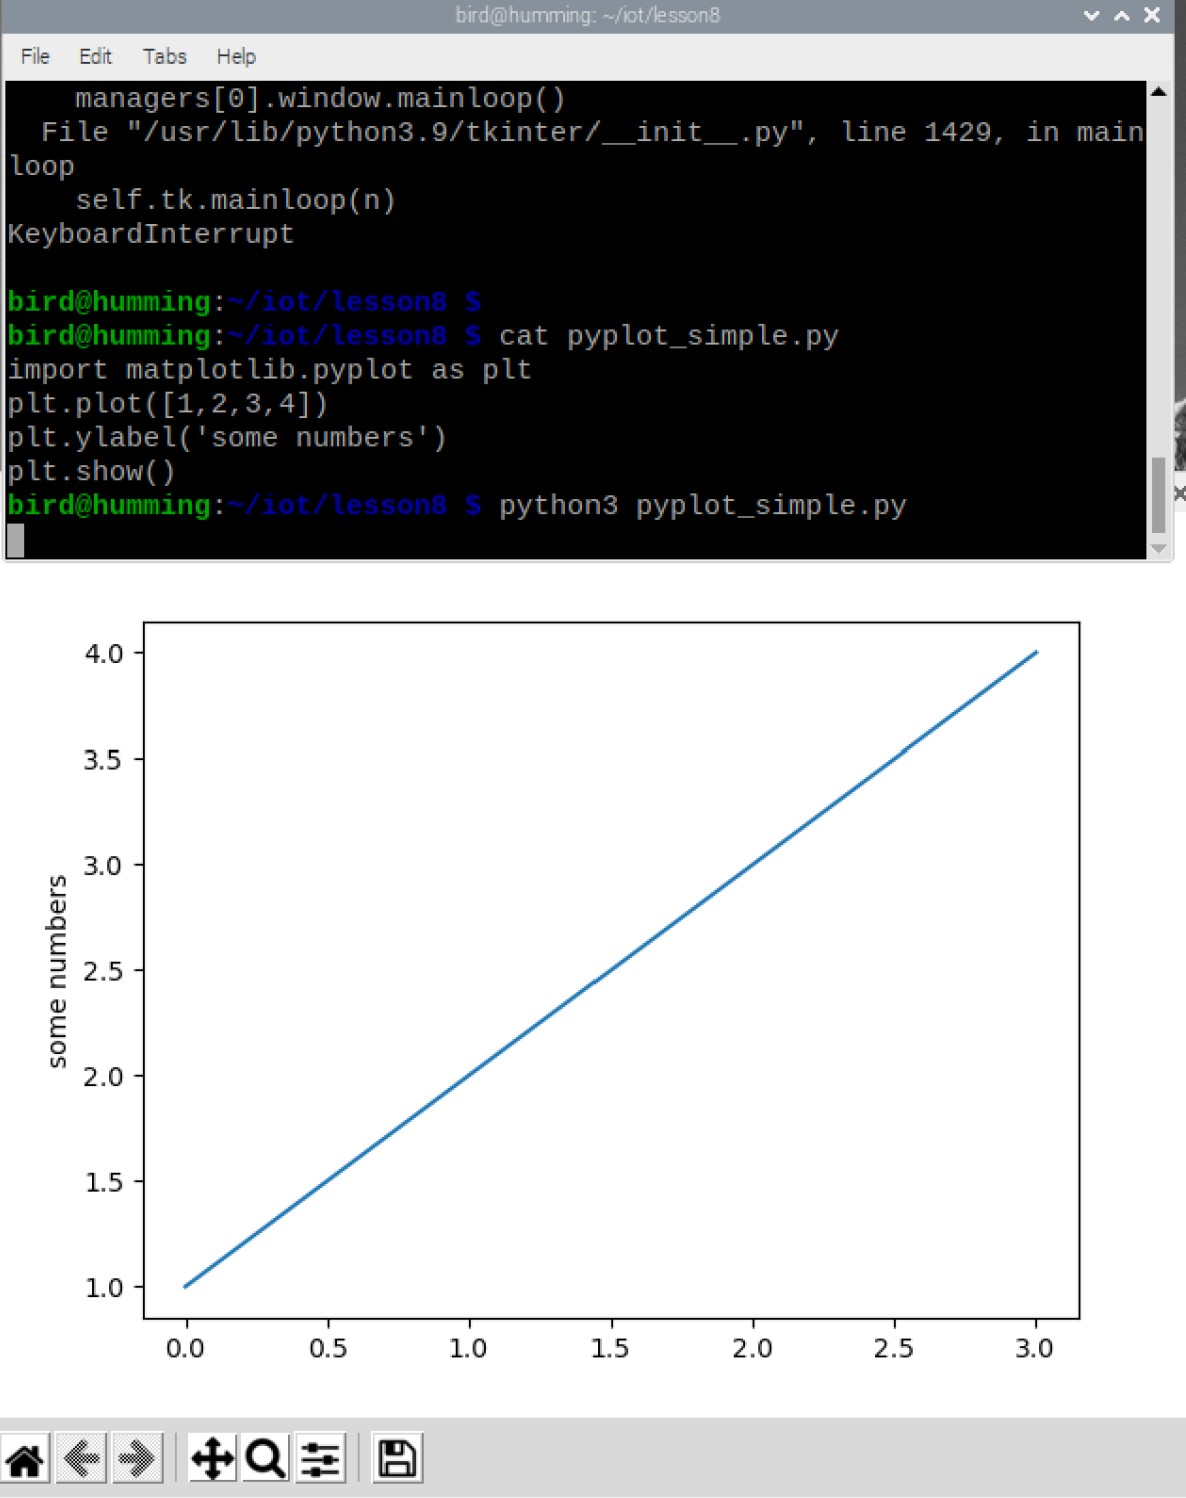 bird@humming: ~/iot/lesson8
File Edit Tabs Help
    managers[0].window.mainloop()
  File "/usr/lib/python3.9/tkinter/__init__.py", line 1429, in main
loop
    self.tk.mainloop(n)
KeyboardInterrupt
bird@humming:~/iot/lesson8 $
bird@humming:~/iot/lesson8 $ cat pyplot_simple.py
import matplotlib.pyplot as plt
plt.plot([1,2,3,4])
plt.ylabel('some numbers')
plt.show()
bird@humming:~/iot/lesson8 $ python3 pyplot_simple.py
4.0
3.5
3.0
2.5
2.0
1.5
1.0
some numbers
0.0 0.5 1.0 1.5 2.0 2.5 3.0